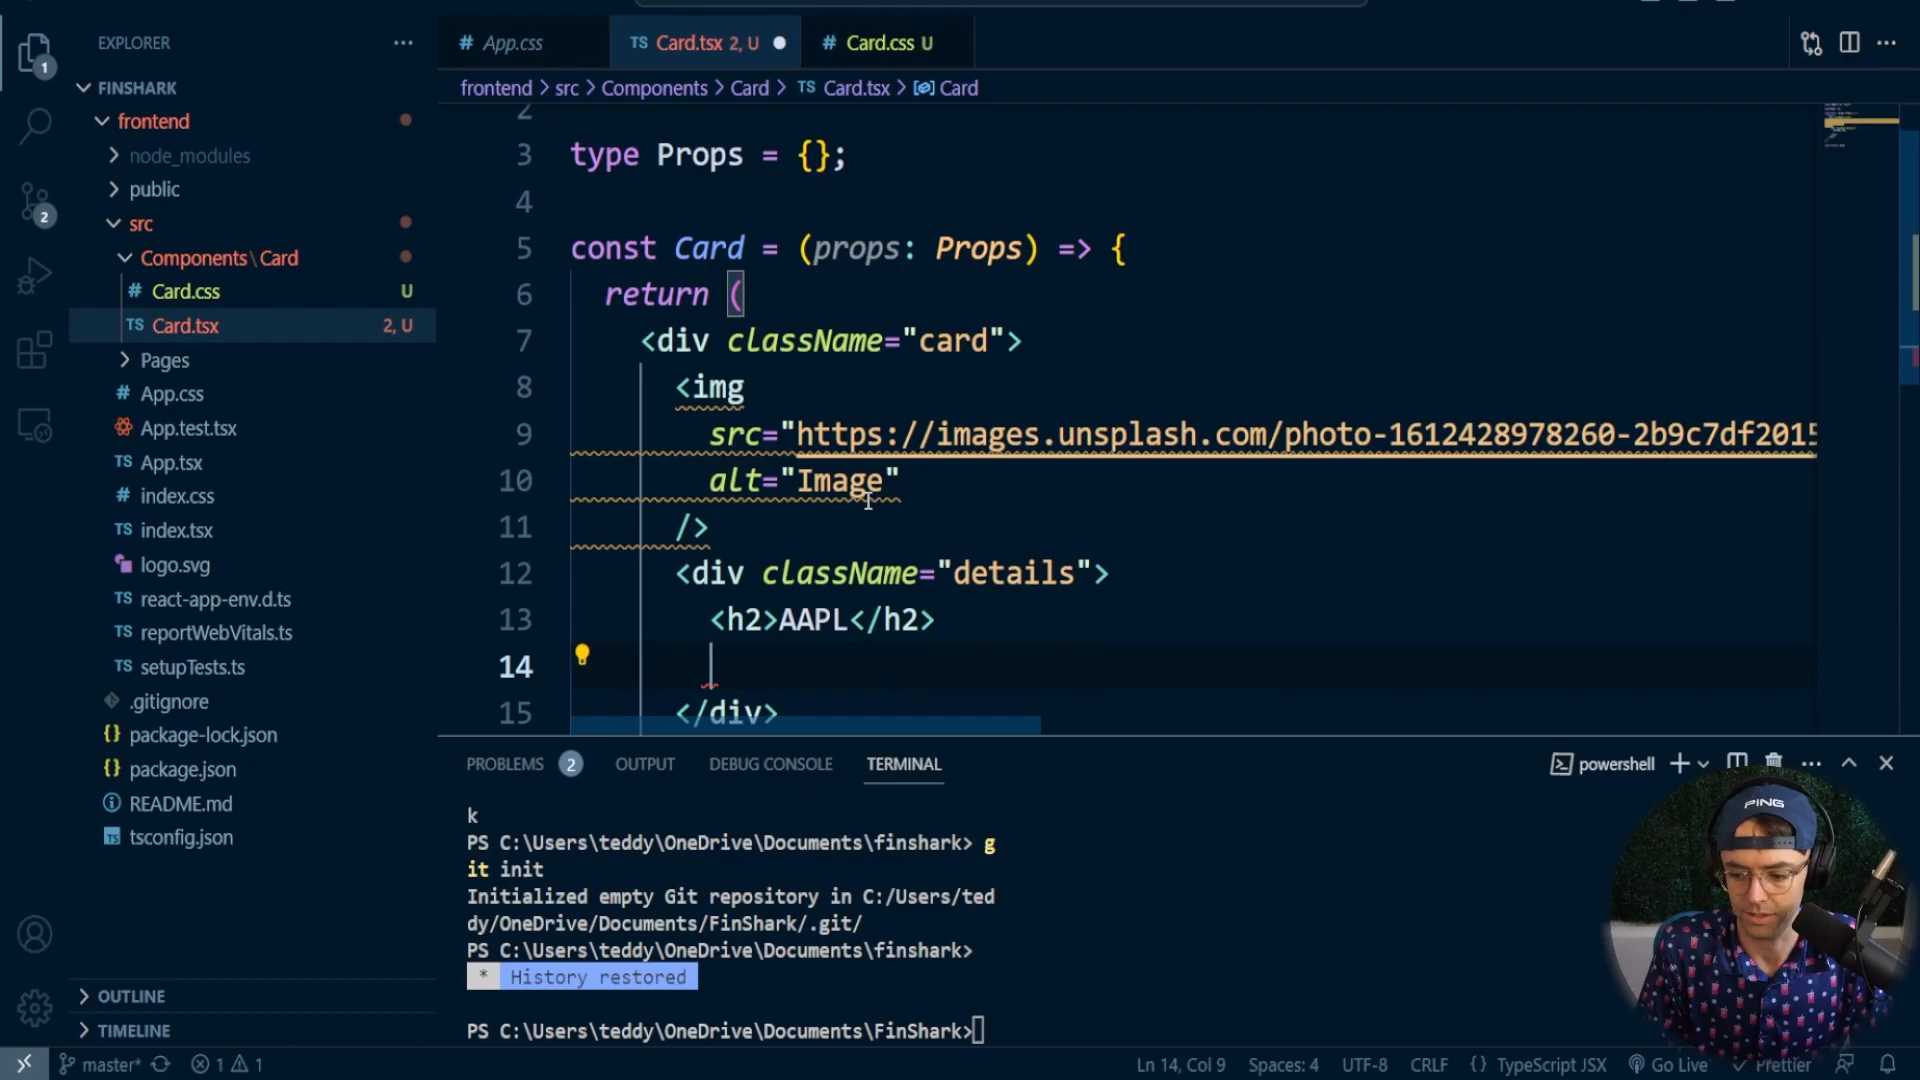 EXPLORER
FINSHARK
frontend
node_modules
public
src
Components\Card
Card.css U
Card.tsx 2, U
Pages
App.css
App.test.tsx
App.tsx
index.css
index.tsx
logo.svg
react-app-env.d.ts
reportWebVitals.ts
setupTests.ts
.gitignore
package-lock.json
package.json
README.md
tsconfig.json
OUTLINE
TIMELINE
1
2
App.css
TS Card.tsx 2, U
Card.css U
frontend > src > Components > Card > TS Card.tsx > Card
2
3 type Props = {};
4
5 const Card = (props: Props) => {
6 return (
7 <div className="card">
8 <img
9 src="https://images.unsplash.com/photo-1612428978260-2b9c7df2015
10 alt="Image"
11 />
12 <div className="details">
13 <h2>AAPL</h2>
14
15 </div>
PROBLEMS 2 OUTPUT DEBUG CONSOLE TERMINAL
powershell
k
PS C:\Users\teddy\OneDrive\Documents\finshark> g
it init
Initialized empty Git repository in C:/Users/ted
dy/OneDrive/Documents/FinShark/.git/
PS C:\Users\teddy\OneDrive\Documents\finshark>
* History restored
PS C:\Users\teddy\OneDrive\Documents\FinShark>
PING
master* 1 1
Ln 14, Col 9 Spaces: 4 UTF-8 CRLF {} TypeScript JSX Go Live Prettier